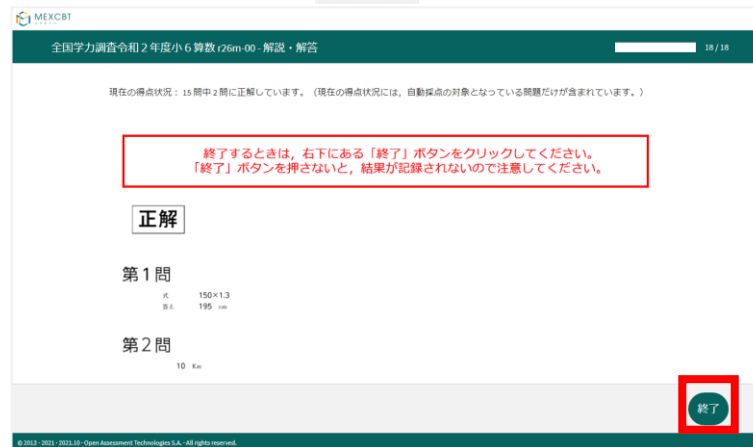 MEXCBT
全国学力調査令和２年度小６算数 r26m-00 - 解説・解答
18 / 18
現在の得点状況： 15 問中 2 問に正解しています。（現在の得点状況には，自動採点の対象となっている問題だけが含まれています。）
終了するときは，右下にある「終了」ボタンをクリックしてください。
「終了」ボタンを押さないと，結果が記録されないので注意してください。
正解
第１問
式 150×1.3
答え 195 cm
第２問
10 Km
終了
© 2013 - 2021 - 2021.10 - Open Assessment Technologies S.A. - All rights reserved.